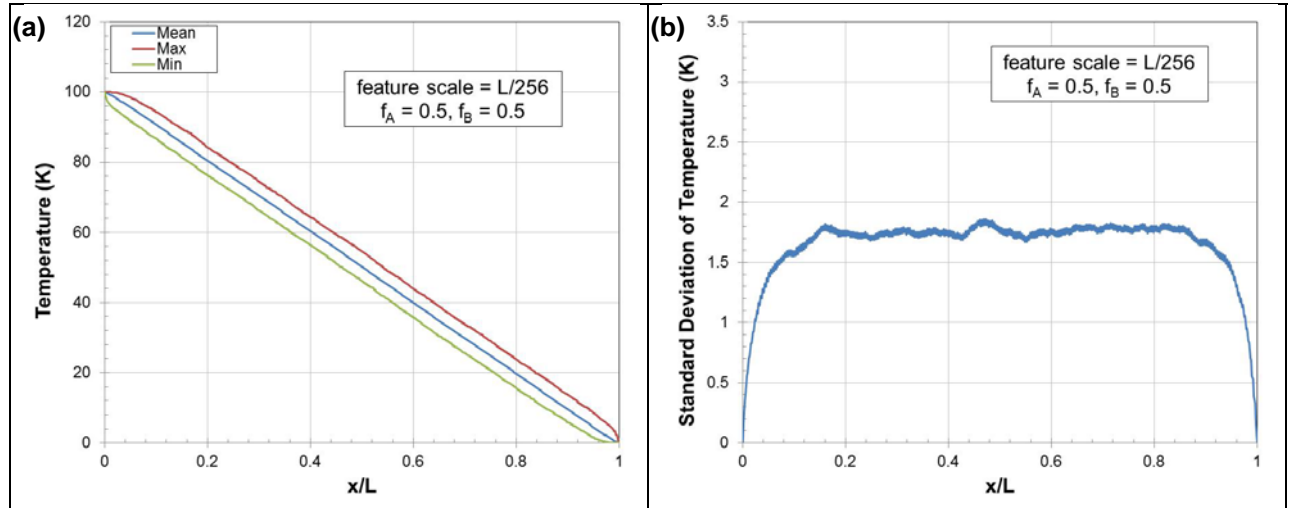 (a)
120
100
80
60
40
20
0
Temperature (K)
Mean
Max
Min
feature scale = L/256
f_A = 0.5, f_B = 0.5
0 0.2 0.4 0.6 0.8 1
x/L
(b)
3.5
3
2.5
2
1.5
1
0.5
0
Standard Deviation of Temperature (K)
feature scale = L/256
f_A = 0.5, f_B = 0.5
0 0.2 0.4 0.6 0.8 1
x/L